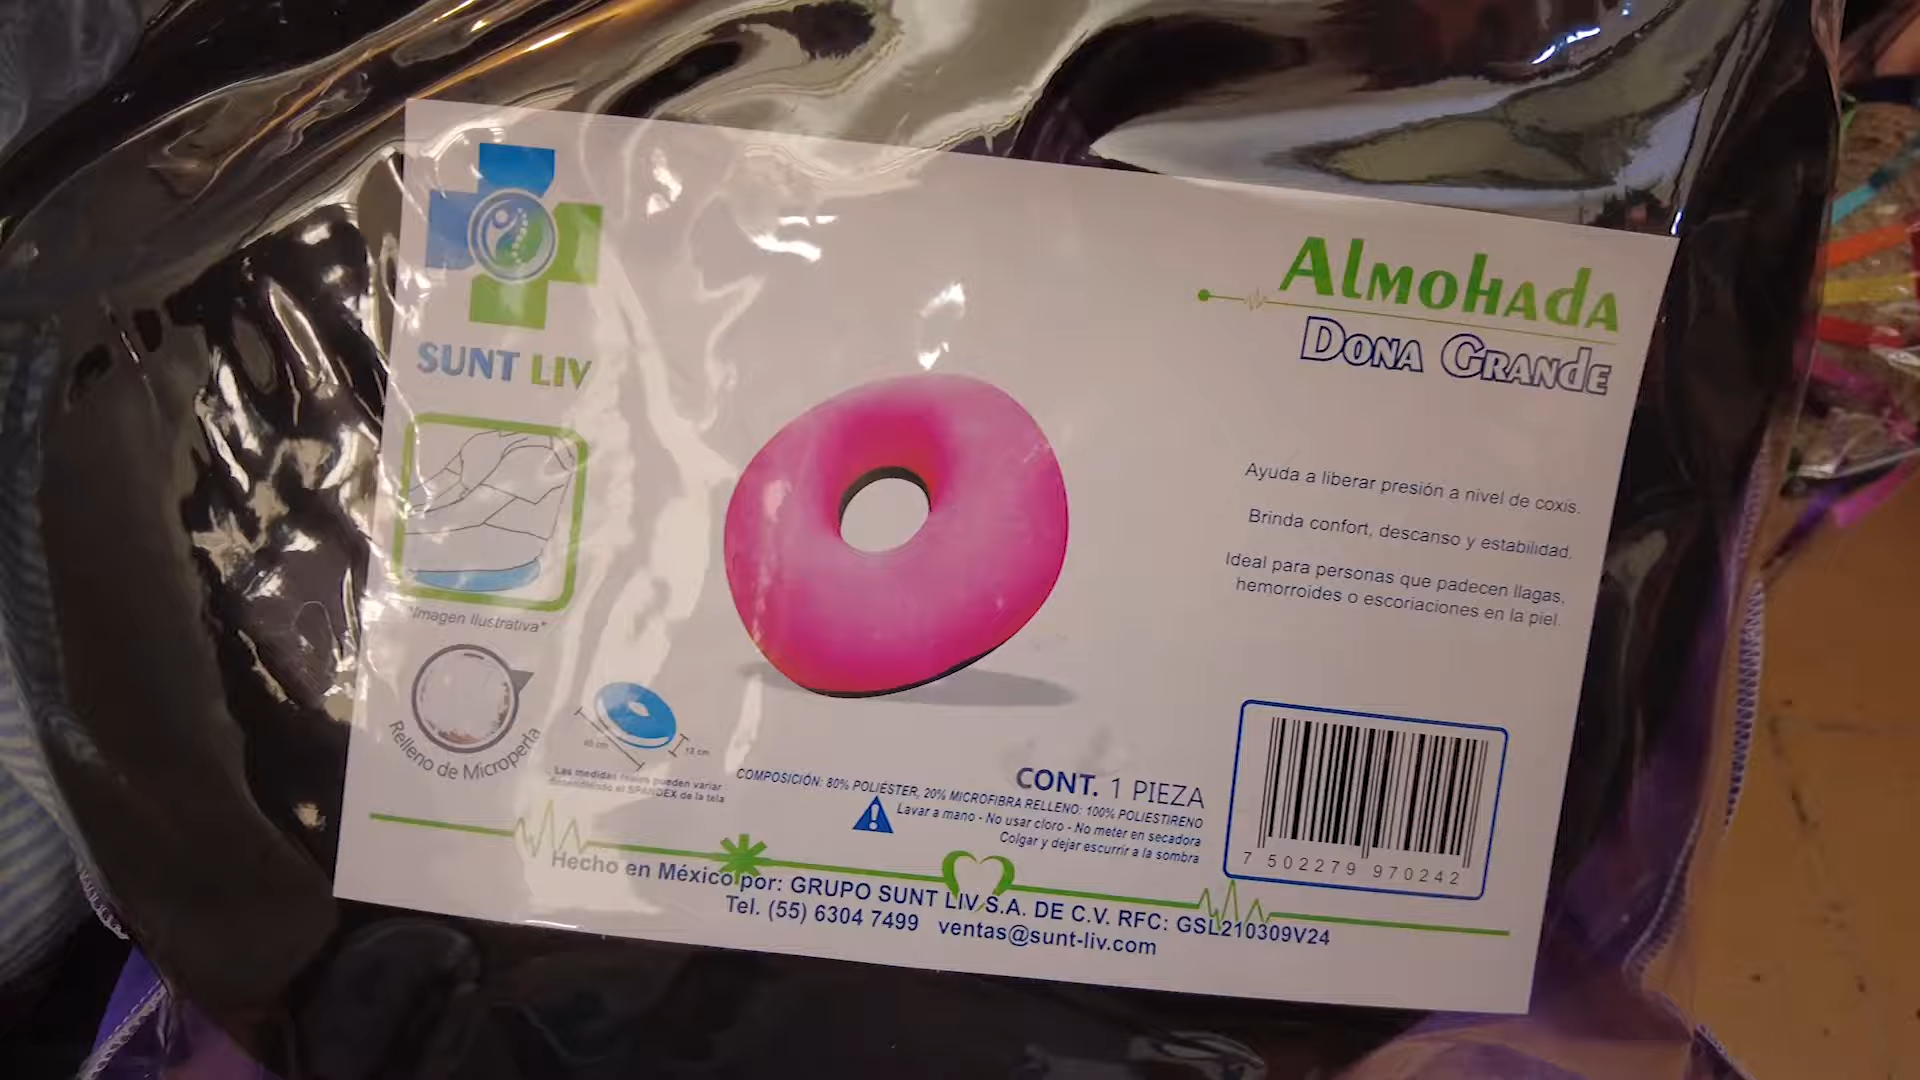 SUNT LIV
Almohada
Dona Grande
Ayuda a liberar presión a nivel de coxis.
Brinda confort, descanso y estabilidad.
Ideal para personas que padecen llagas,
hemorroides o escoriaciones en la piel.
*Imagen Ilustrativa*
Relleno de Microperla
12 cm
Las medidas pueden variar
el SPANDEX de la tela
CONT. 1 PIEZA
COMPOSICIÓN: 80% POLIÉSTER, 20% MICROFIBRA RELLENO: 100% POLIESTIRENO
Lavar a mano - No usar cloro - No meter en secadora
Colgar y dejar escurrir a la sombra
7 502279 970242
Hecho en México por: GRUPO SUNT LIV S.A. DE C.V. RFC: GSL210309V24
Tel. (55) 6304 7499 ventas@sunt-liv.com